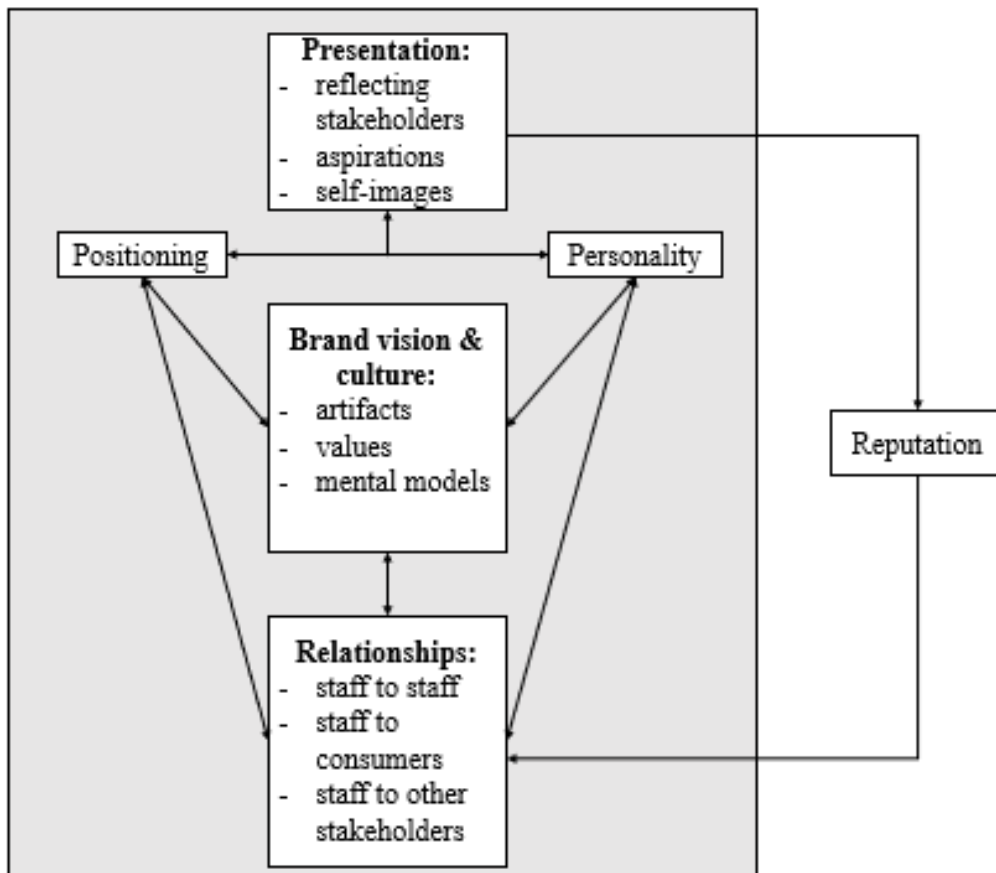 Presentation:
- reflecting
stakeholders
- aspirations
- self-images
Positioning
Personality
Brand vision &
culture:
- artifacts
- values
- mental models
Reputation
Relationships:
- staff to staff
- staff to
consumers
- staff to other
stakeholders